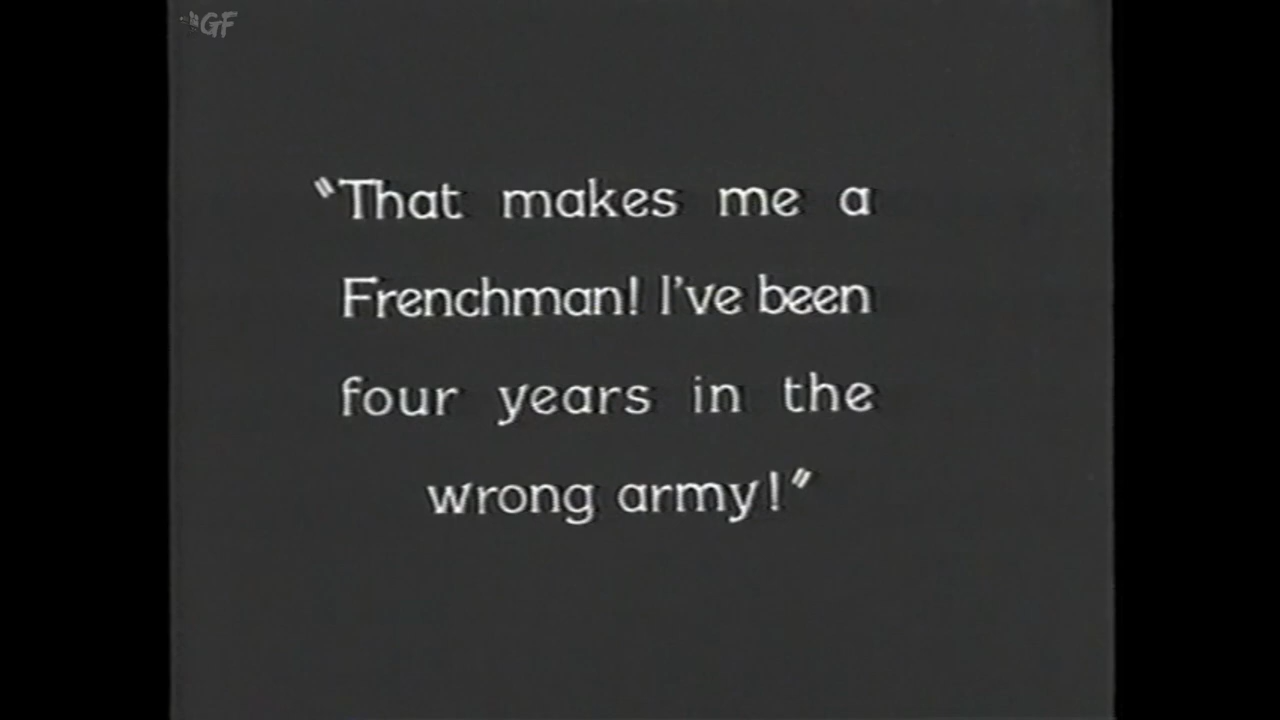 GF
"That makes me a
Frenchman! I've been
four years in the
wrong army!"